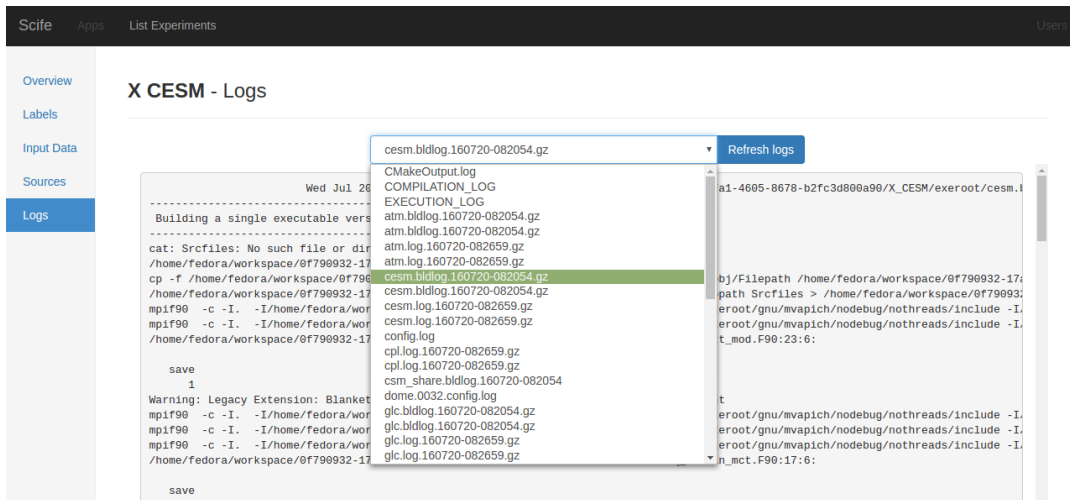 Scife Apps List Experiments Users
Overview
Labels
Input Data
Sources
Logs
X CESM - Logs
cesm.bldlog.160720-082054.gz
Refresh logs
CMakeOutput.log
COMPILATION_LOG
EXECUTION_LOG
atm.bldlog.160720-082054.gz
atm.bldlog.160720-082054.gz
atm.log.160720-082659.gz
atm.log.160720-082659.gz
cesm.bldlog.160720-082054.gz
cesm.bldlog.160720-082054.gz
cesm.log.160720-082659.gz
cesm.log.160720-082659.gz
config.log
cpl.log.160720-082659.gz
cpl.log.160720-082659.gz
csm_share.bldlog.160720-082054
dome.0032.config.log
glc.bldlog.160720-082054.gz
glc.bldlog.160720-082054.gz
glc.log.160720-082659.gz
glc.log.160720-082659.gz
Wed Jul 20 a1-4605-8678-b2fc3d800a90/X_CESM/exeroot/cesm.b
----------------------------------
Building a single executable vers
----------------------------------
cat: Srcfiles: No such file or dir
/home/fedora/workspace/0f790932-17
cp -f /home/fedora/workspace/0f790 bj/Filepath /home/fedora/workspace/0f790932-17a
/home/fedora/workspace/0f790932-17 path Srcfiles > /home/fedora/workspace/0f790932
mpif90 -c -I. -I/home/fedora/wor eroot/gnu/mvapich/nodebug/nothreads/include -I/
mpif90 -c -I. -I/home/fedora/wor eroot/gnu/mvapich/nodebug/nothreads/include -I/
/home/fedora/workspace/0f790932-17 t_mod.F90:23:6:
save
1
Warning: Legacy Extension: Blanket t
mpif90 -c -I. -I/home/fedora/wor eroot/gnu/mvapich/nodebug/nothreads/include -I/
mpif90 -c -I. -I/home/fedora/wor eroot/gnu/mvapich/nodebug/nothreads/include -I/
mpif90 -c -I. -I/home/fedora/wor eroot/gnu/mvapich/nodebug/nothreads/include -I/
/home/fedora/workspace/0f790932-17 n_mct.F90:17:6:
save